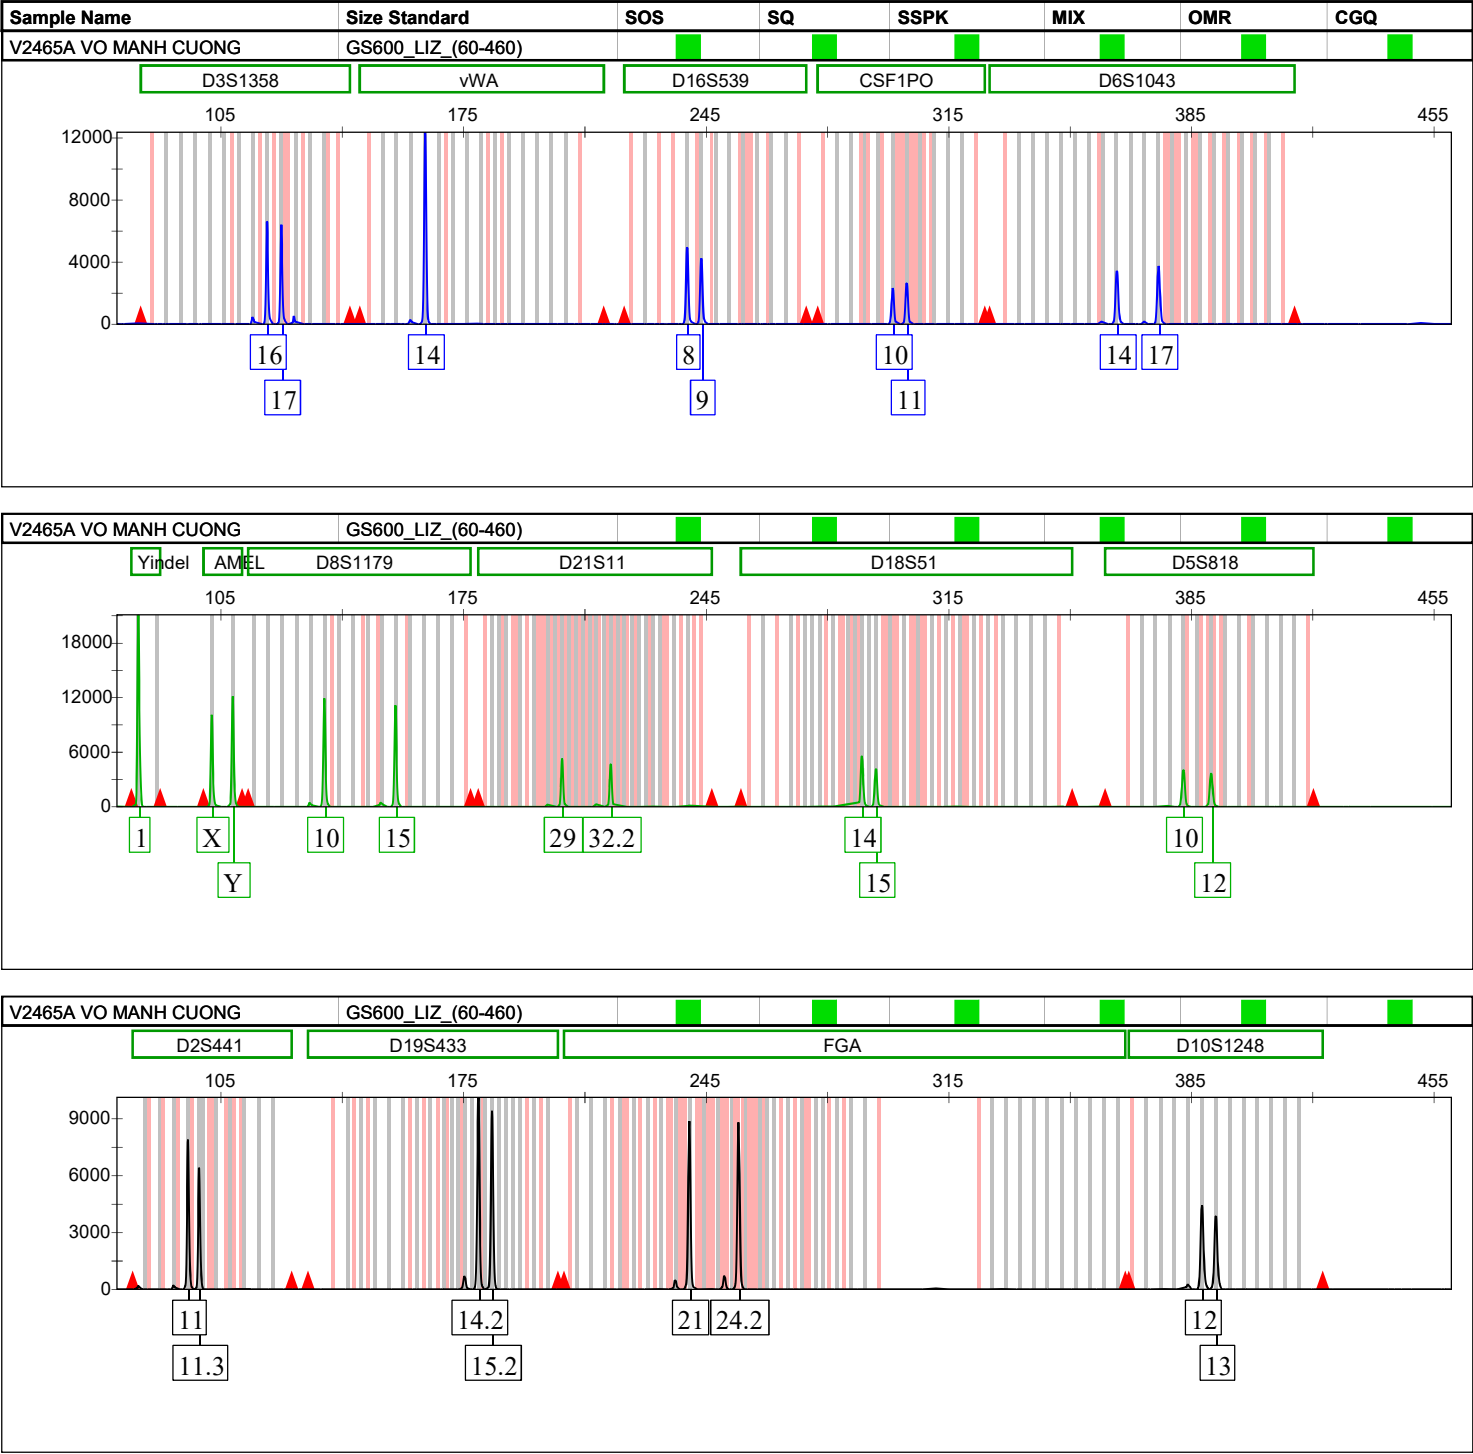 Sample Name Size Standard SOS SQ SSPK MIX OMR CGQ
V2465A VO MANH CUONG GS600_LIZ_(60-460)
D3S1358 vWA D16S539 CSF1PO D6S1043
105 175 245 315 385 455
12000
8000
4000
0
16 14 8 10 14 17
17 9 11
V2465A VO MANH CUONG GS600_LIZ_(60-460)
Yindel AMEL D8S1179 D21S11 D18S51 D5S818
105 175 245 315 385 455
18000
12000
6000
0
1 X 10 15 29 32.2 14 10
Y 15 12
V2465A VO MANH CUONG GS600_LIZ_(60-460)
D2S441 D19S433 FGA D10S1248
105 175 245 315 385 455
9000
6000
3000
0
11 14.2 21 24.2 12
11.3 15.2 13